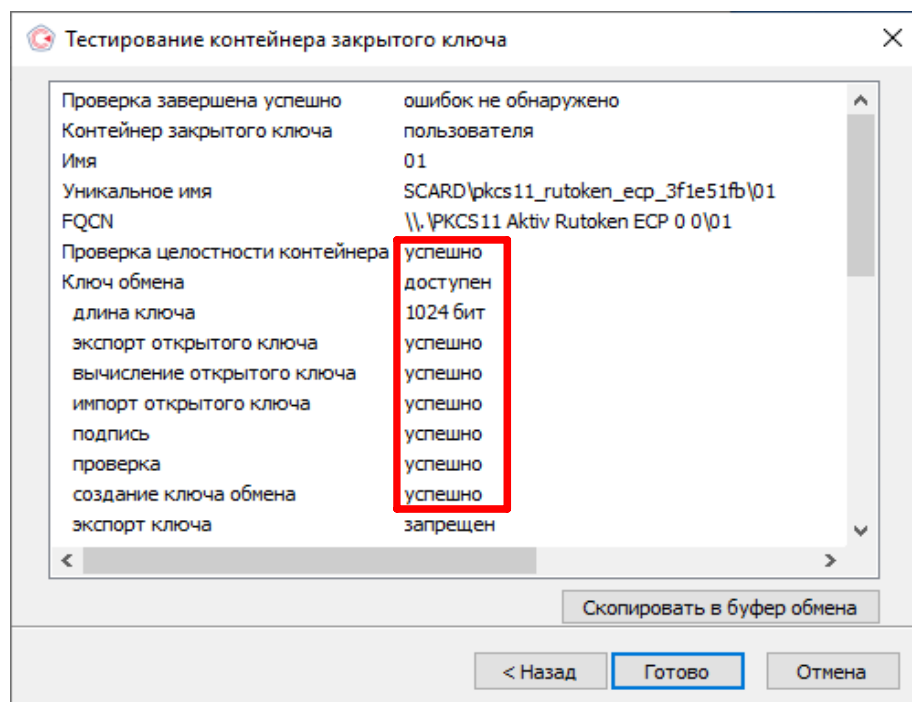 Тестирование контейнера закрытого ключа
Проверка завершена успешно ошибок не обнаружено
Контейнер закрытого ключа пользователя
Имя 01
Уникальное имя SCARD\pkcs11_rutoken_ecp_3f1e51fb\01
FQCN \\.\PKCS11 Aktiv Rutoken ECP 0 0\01
Проверка целостности контейнера успешно
Ключ обмена доступен
длина ключа 1024 бит
экспорт открытого ключа успешно
вычисление открытого ключа успешно
импорт открытого ключа успешно
подпись успешно
проверка успешно
создание ключа обмена успешно
экспорт ключа запрещен
Скопировать в буфер обмена
< Назад Готово Отмена